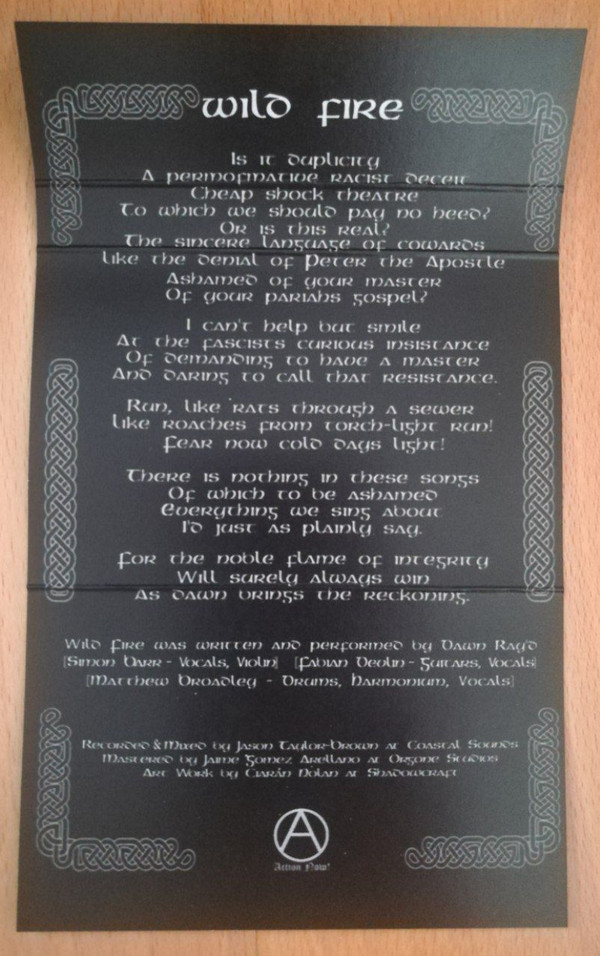 Wild Fire
Is it duplicity
A permofmative racist deceit
Cheap shock theatre
To which we should pay no heed?
Or is this real?
The sincere language of cowards
like the denial of Peter the Apostle
Ashamed of your master
Of your pariahs gospel?
I can't help but smile
At the fascists curious insistance
Of demanding to have a master
And daring to call that resistance.
Run, like rats through a sewer
like roaches from torch-light run!
Fear now cold days light!
There is nothing in these songs
Of which to be ashamed
Everything we sing about
I'd just as plainly say.
For the noble flame of integrity
Will surely always win
As dawn brings the reckoning.
Wild Fire was written and performed by Dawn Ray'd
[Simon Barr - Vocals, Violin] [Fabian Devlin - Guitars, Vocals]
[Matthew Broadley - Drums, Harmonium, Vocals]
Recorded & Mixed by Jason Taylor-Brown at Coastal Sounds
Mastered by Jaime Gomez Arellano at Orgone Studios
Art Work by Ciarán Nolan at Shadowcraft
Action Now!